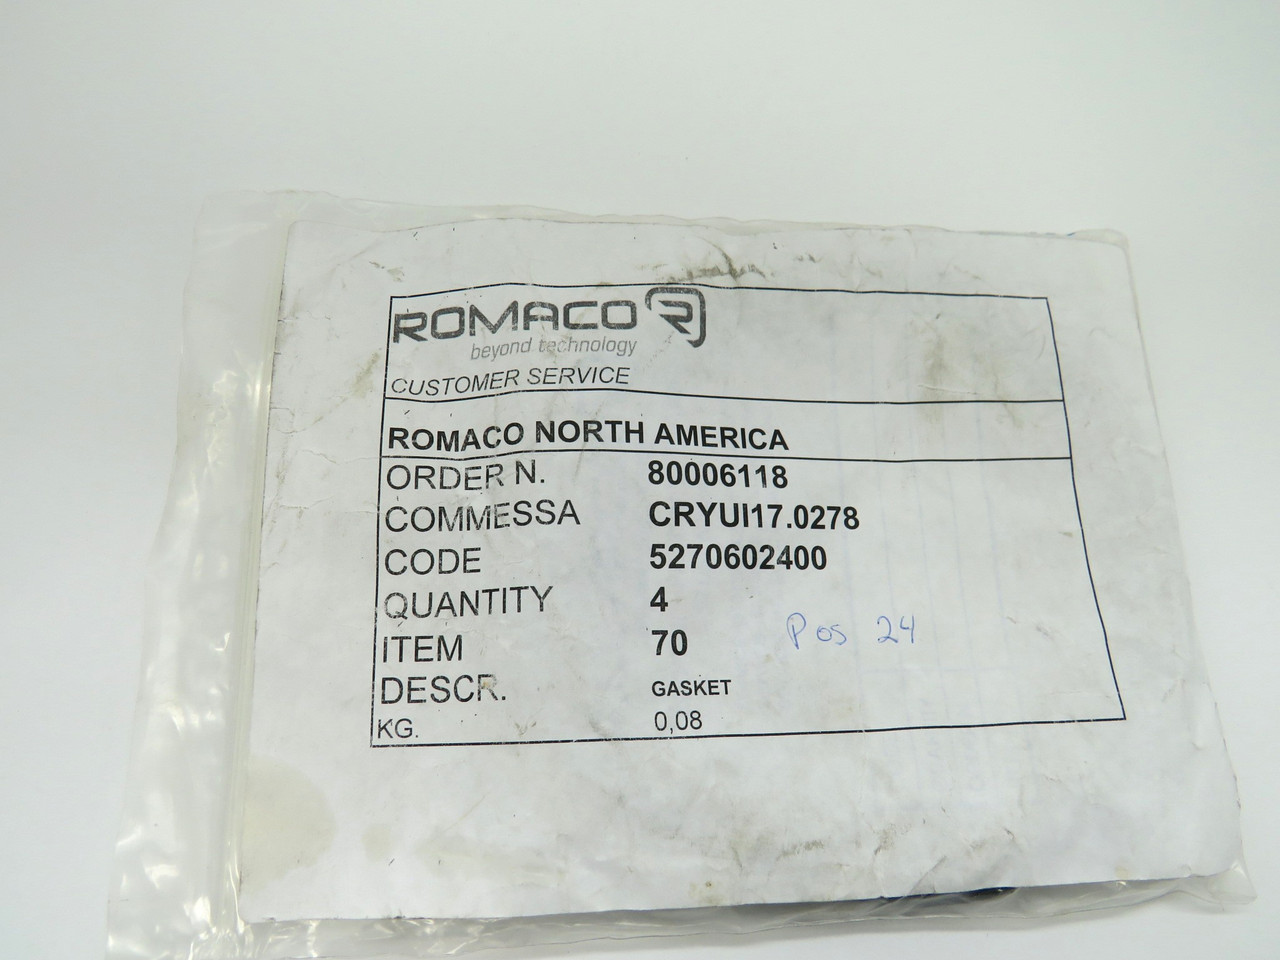 ROMACO R
beyond technology
CUSTOMER SERVICE
ROMACO NORTH AMERICA
ORDER N. 80006118
COMMESSA CRYUI17.0278
CODE 5270602400
QUANTITY 4
ITEM 70 Pos 24
DESCR. GASKET
KG. 0,08